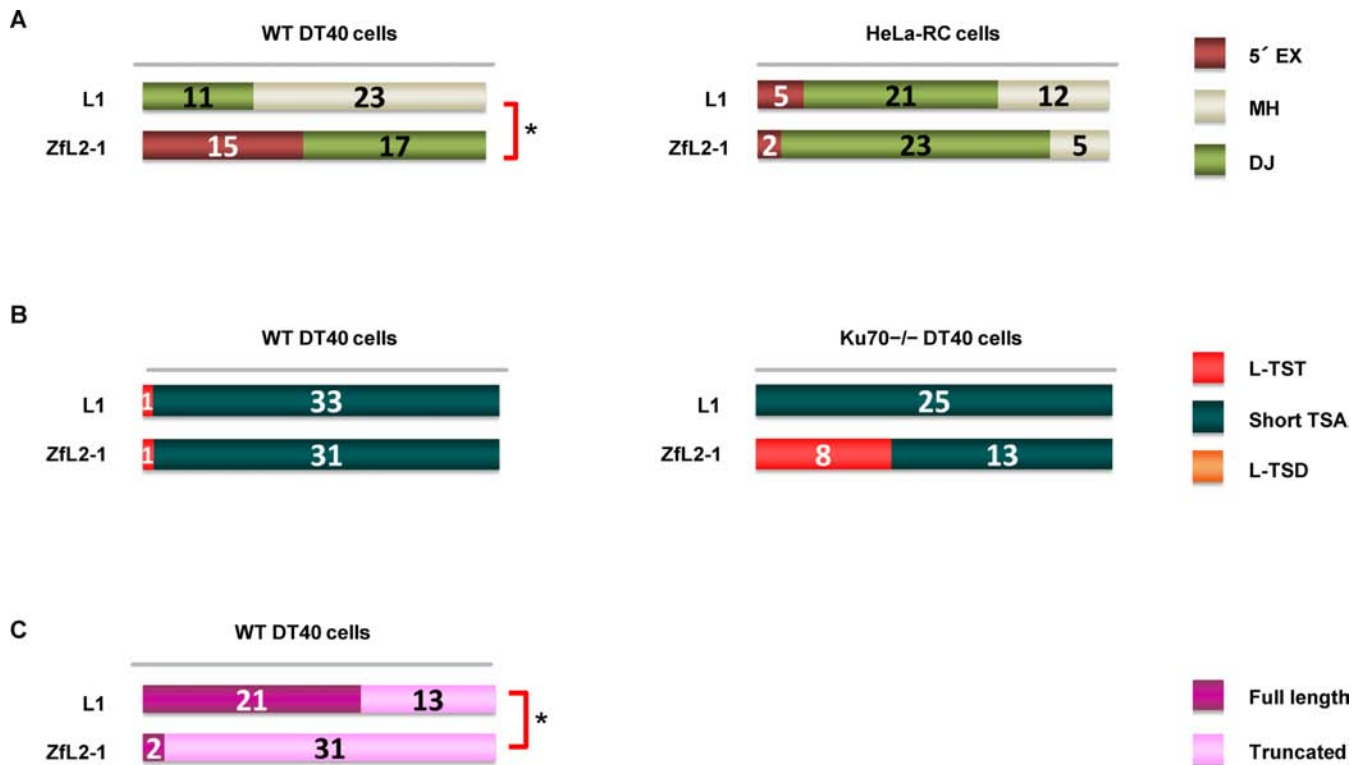 A
WT DT40 cells
HeLa-RC cells
L1
11 23
5 21 12
ZfL2-1
15 17
*
2 23 5
5´ EX
MH
DJ
B
WT DT40 cells
Ku70−/− DT40 cells
L1
1 33
L1
25
ZfL2-1
1 31
ZfL2-1
8 13
L-TST
Short TSA
L-TSD
C
WT DT40 cells
L1
21 13
ZfL2-1
2 31
*
Full length
Truncated